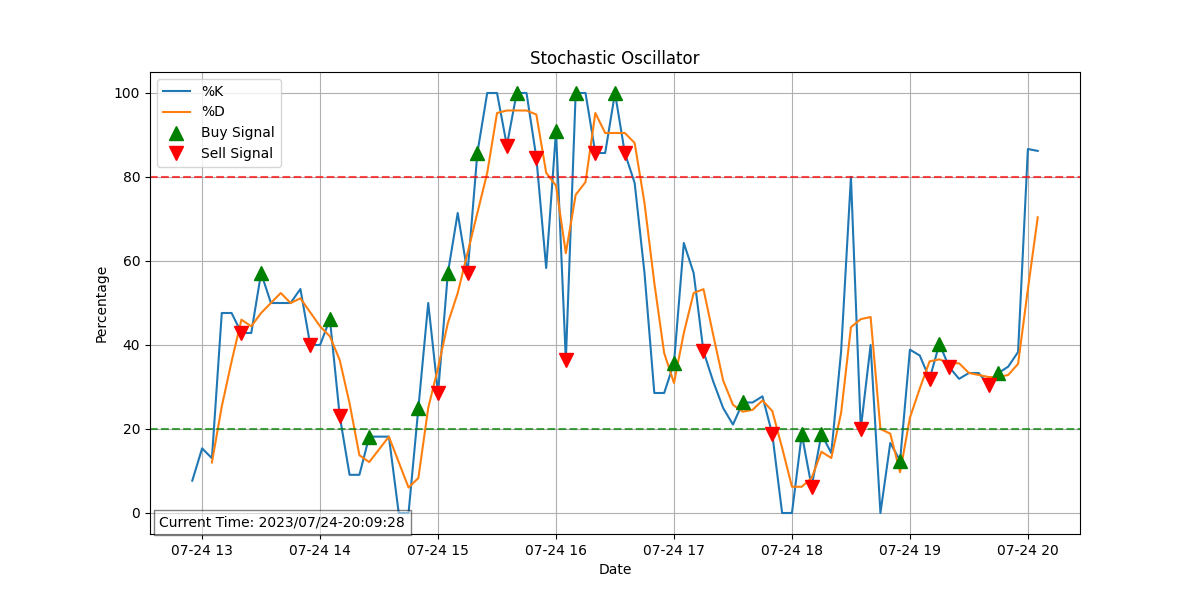 Stochastic Oscillator
%K
%D
Buy Signal
Sell Signal
100
80
60
40
20
0
Percentage
Current Time: 2023/07/24-20:09:28
07-24 13
07-24 14
07-24 15
07-24 16
07-24 17
07-24 18
07-24 19
07-24 20
Date